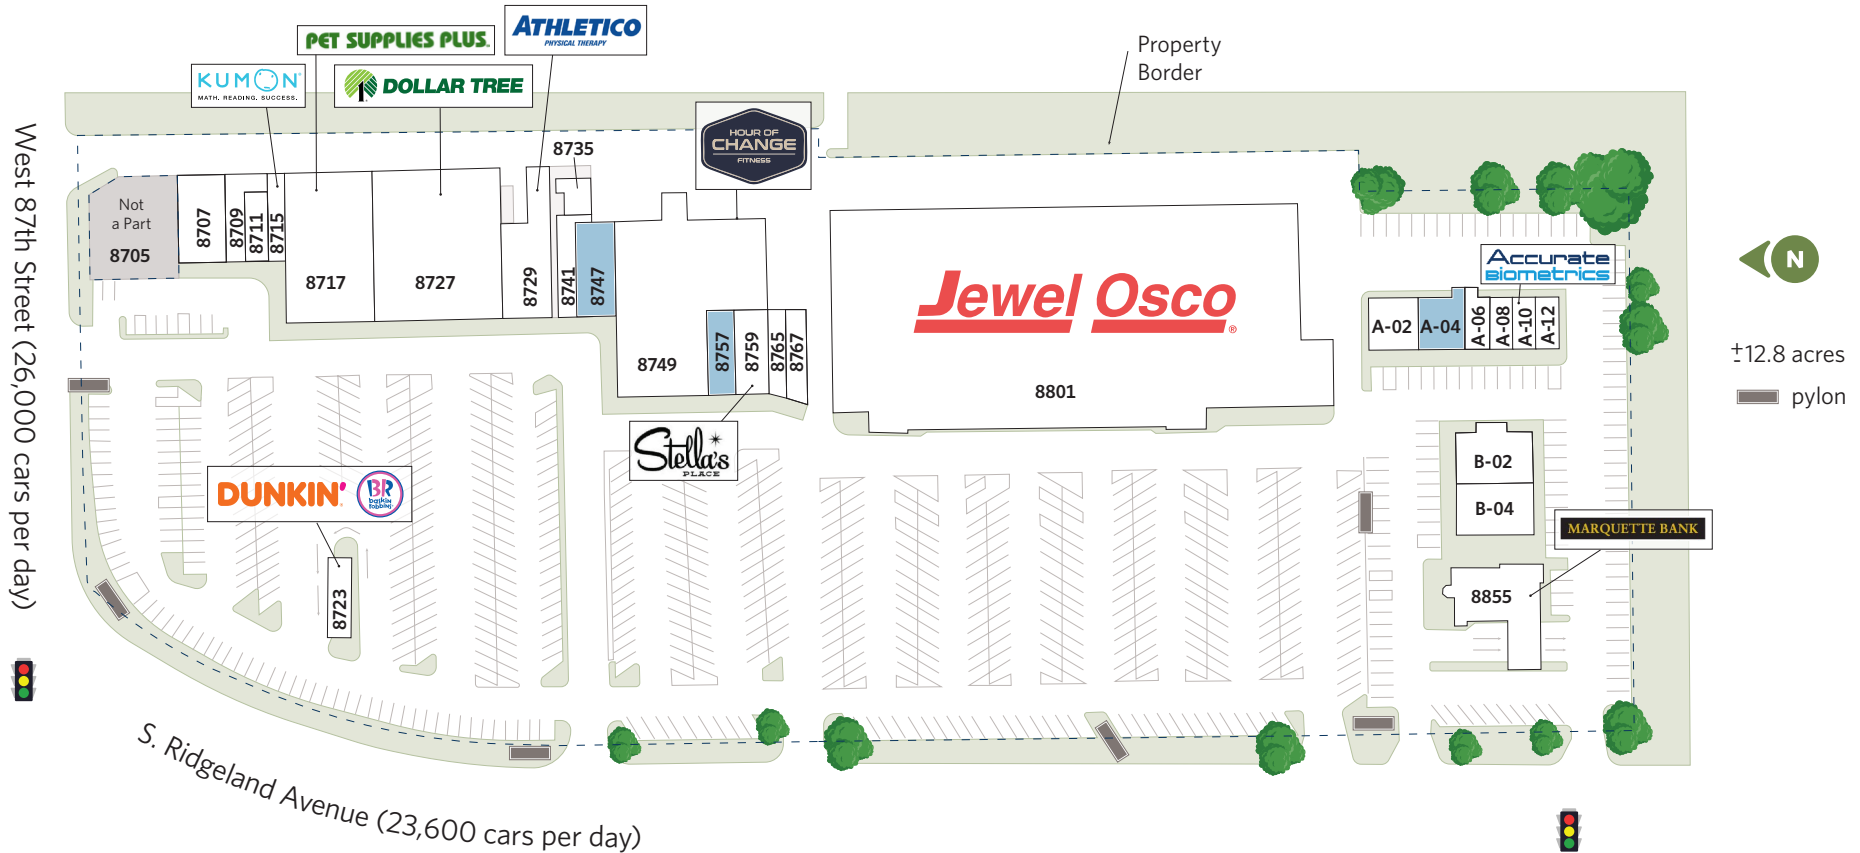 ATHLETICO
PHYSICAL THERAPY
PET SUPPLIES PLUS
KUMON
MATH. READING. SUCCESS.
DOLLAR TREE
HOUR OF
CHANGE
FITNESS
Property
Border
8735
West 87th Street (26,000 cars per day)
Not
a Part
8705
8707
8709
8711
8715
8717
8727
8729
8741
8747
8749
8757
8759
8765
8767
Jewel Osco®
8801
Accurate
Biometrics
A-02
A-04
A-06
A-08
A-10
A-12
N
±12.8 acres
pylon
Stella's
PLACE
DUNKIN'
BR
baskin
robbins
8723
B-02
B-04
MARQUETTE BANK
8855
S. Ridgeland Avenue (23,600 cars per day)